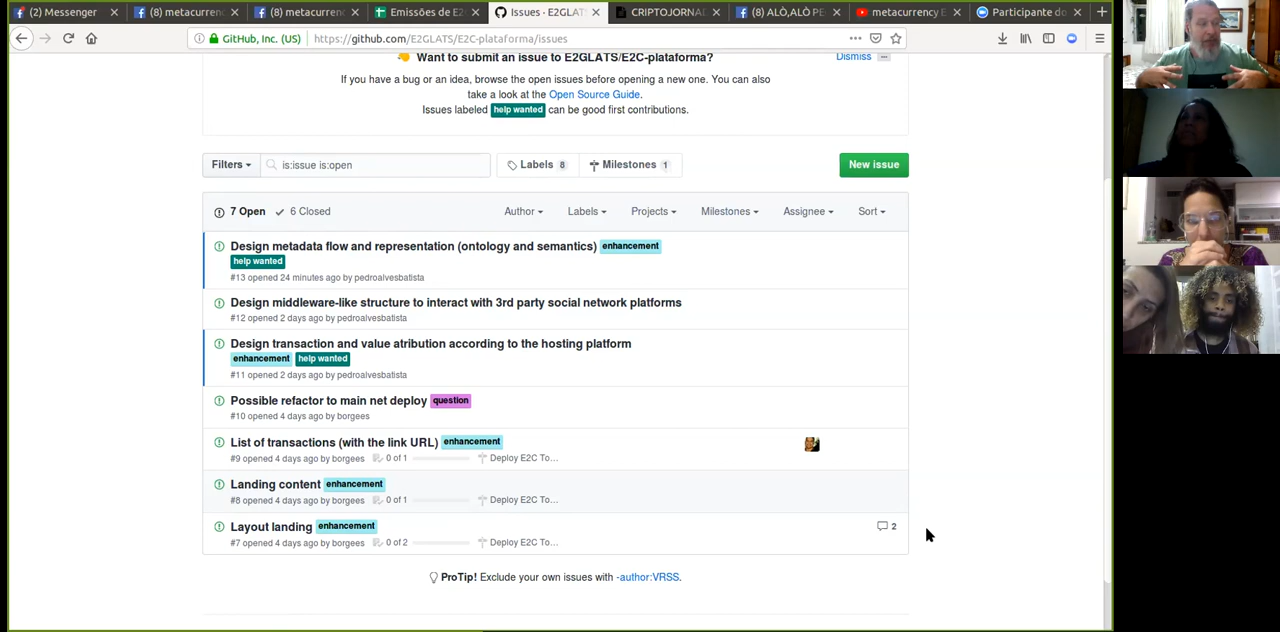 (2) Messenger
(8) metacurren
(8) metacurren
Emissões de E2
Issues · E2GLAT
CRIPTOJORNA
(8) ALÒ,ALÒ PE
metacurrency E
Participante do
GitHub, Inc. (US)
https://github.com/E2GLATS/E2C-plataforma/issues
Want to submit an issue to E2GLATS/E2C-plataforma?
Dismiss
If you have a bug or an idea, browse the open issues before opening a new one. You can also
take a look at the Open Source Guide.
Issues labeled help wanted can be good first contributions.
Filters
is:issue is:open
Labels 8
Milestones 1
New issue
7 Open 6 Closed
Author
Labels
Projects
Milestones
Assignee
Sort
Design metadata flow and representation (ontology and semantics) enhancement
help wanted
#13 opened 24 minutes ago by pedroalvesbatista
Design middleware-like structure to interact with 3rd party social network platforms
#12 opened 2 days ago by pedroalvesbatista
Design transaction and value atribution according to the hosting platform
enhancement help wanted
#11 opened 2 days ago by pedroalvesbatista
Possible refactor to main net deploy question
#10 opened 4 days ago by borgees
List of transactions (with the link URL) enhancement
#9 opened 4 days ago by borgees 0 of 1 Deploy E2C To...
Landing content enhancement
#8 opened 4 days ago by borgees 0 of 1 Deploy E2C To...
Layout landing enhancement
2
#7 opened 4 days ago by borgees 0 of 2 Deploy E2C To...
ProTip! Exclude your own issues with -author:VRSS.